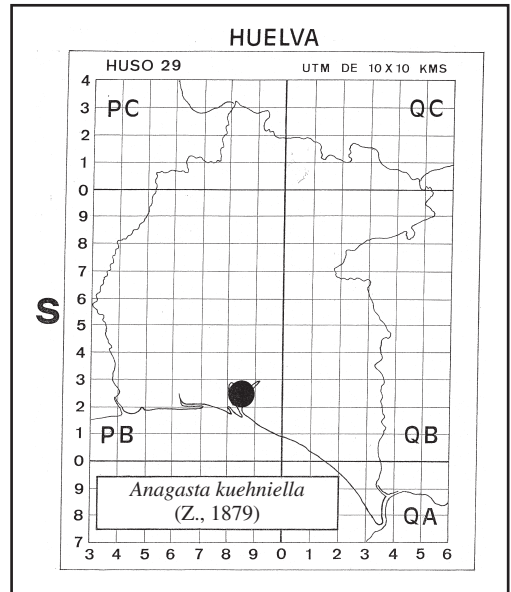 HUELVA
HUSO 29 UTM DE 10 X 10 KMS
4
3 PC QC
2
1
0
9
8
7
6
S
5
4
3
2
1 PB QB
0
9 Anagasta kuehniella
8 (Z., 1879) QA
7
3 4 5 6 7 8 9 0 1 2 3 4 5 6